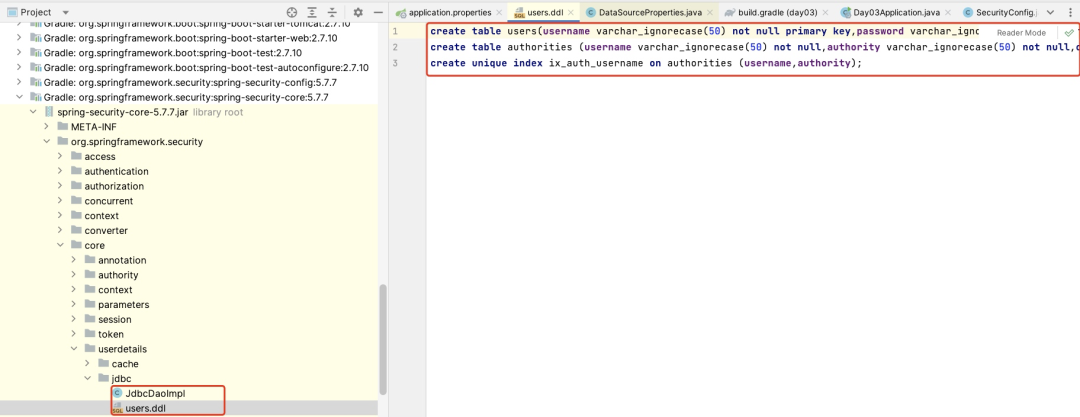 Project
Gradle: org.springframework.boot:spring-boot-starter-tomcat:2.7.10
Gradle: org.springframework.boot:spring-boot-starter-web:2.7.10
Gradle: org.springframework.boot:spring-boot-test:2.7.10
Gradle: org.springframework.boot:spring-boot-test-autoconfigure:2.7.10
Gradle: org.springframework.security:spring-security-config:5.7.7
Gradle: org.springframework.security:spring-security-core:5.7.7
spring-security-core-5.7.7.jar library root
META-INF
org.springframework.security
access
authentication
authorization
concurrent
context
converter
core
annotation
authority
context
parameters
session
token
userdetails
cache
jdbc
JdbcDaoImpl
users.ddl
application.properties users.ddl DataSourceProperties.java build.gradle (day03) Day03Application.java SecurityConfig.
1 create table users(username varchar_ignorecase(50) not null primary key,password varchar_ignc Reader Mode
2 create table authorities (username varchar_ignorecase(50) not null,authority varchar_ignorecase(50) not null,c
3 create unique index ix_auth_username on authorities (username,authority);